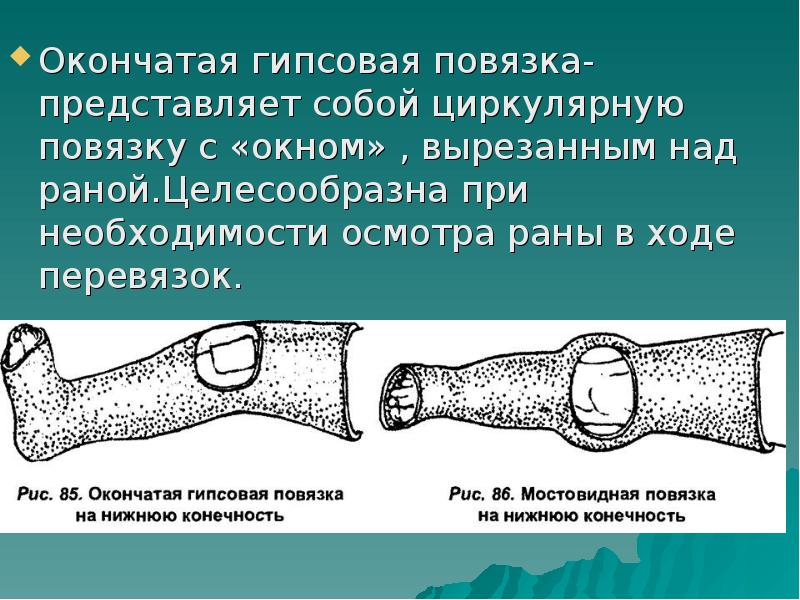 Окончатая гипсовая повязка-
представляет собой циркулярную
повязку с «окном» , вырезанным над
раной.Целесообразна при
необходимости осмотра раны в ходе
перевязок.
Рис. 85. Окончатая гипсовая повязка
на нижнюю конечность
Рис. 86. Мостовидная повязка
на нижнюю конечность